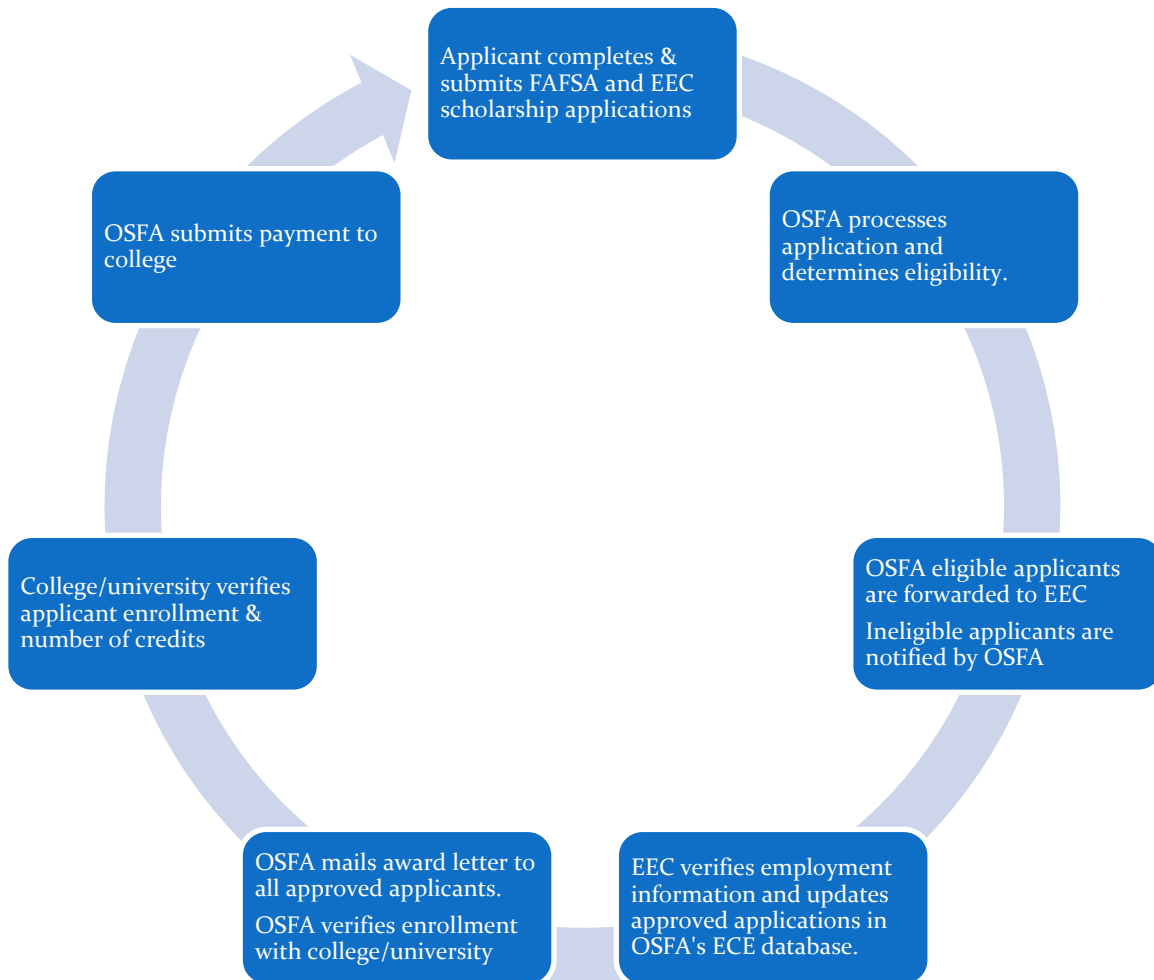 Applicant completes &
submits FAFSA and EEC
scholarship applications
OSFA processes
application and
determines eligibility.
OSFA eligible applicants
are forwarded to EEC
Ineligible applicants are
notified by OSFA
EEC verifies employment
information and updates
approved applications in
OSFA's ECE database.
OSFA mails award letter to
all approved applicants.
OSFA verifies enrollment
with college/university
College/university verifies
applicant enrollment &
number of credits
OSFA submits payment to
college